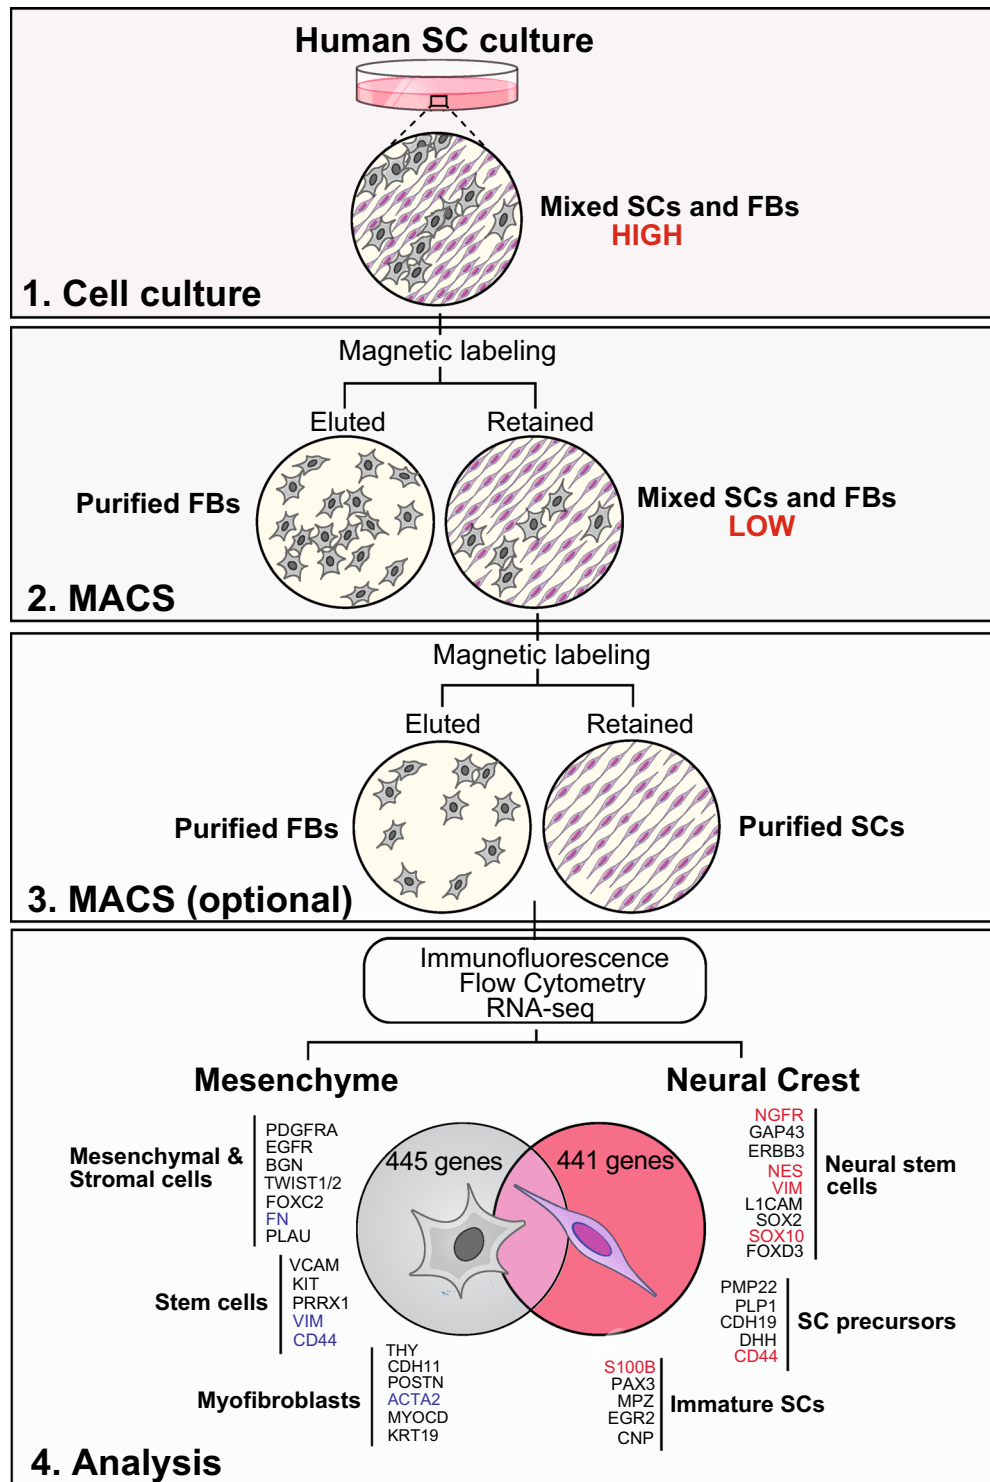 Human SC culture
Mixed SCs and FBs
HIGH
1. Cell culture
Magnetic labeling
Eluted
Retained
Purified FBs
Mixed SCs and FBs
LOW
2. MACS
Magnetic labeling
Eluted
Retained
Purified FBs
Purified SCs
3. MACS (optional)
Immunofluorescence
Flow Cytometry
RNA-seq
Mesenchyme
Neural Crest
Mesenchymal &
Stromal cells
PDGFRA
EGFR
BGN
TWIST1/2
FOXC2
FN
PLAU
Stem cells
VCAM
KIT
PRRX1
VIM
CD44
Myofibroblasts
THY
CDH11
POSTN
ACTA2
MYOCD
KRT19
445 genes
441 genes
NGFR
GAP43
ERBB3
NES
VIM
L1CAM
SOX2
SOX10
FOXD3
Neural stem
cells
PMP22
PLP1
CDH19
DHH
CD44
SC precursors
S100B
PAX3
MPZ
EGR2
CNP
Immature SCs
4. Analysis